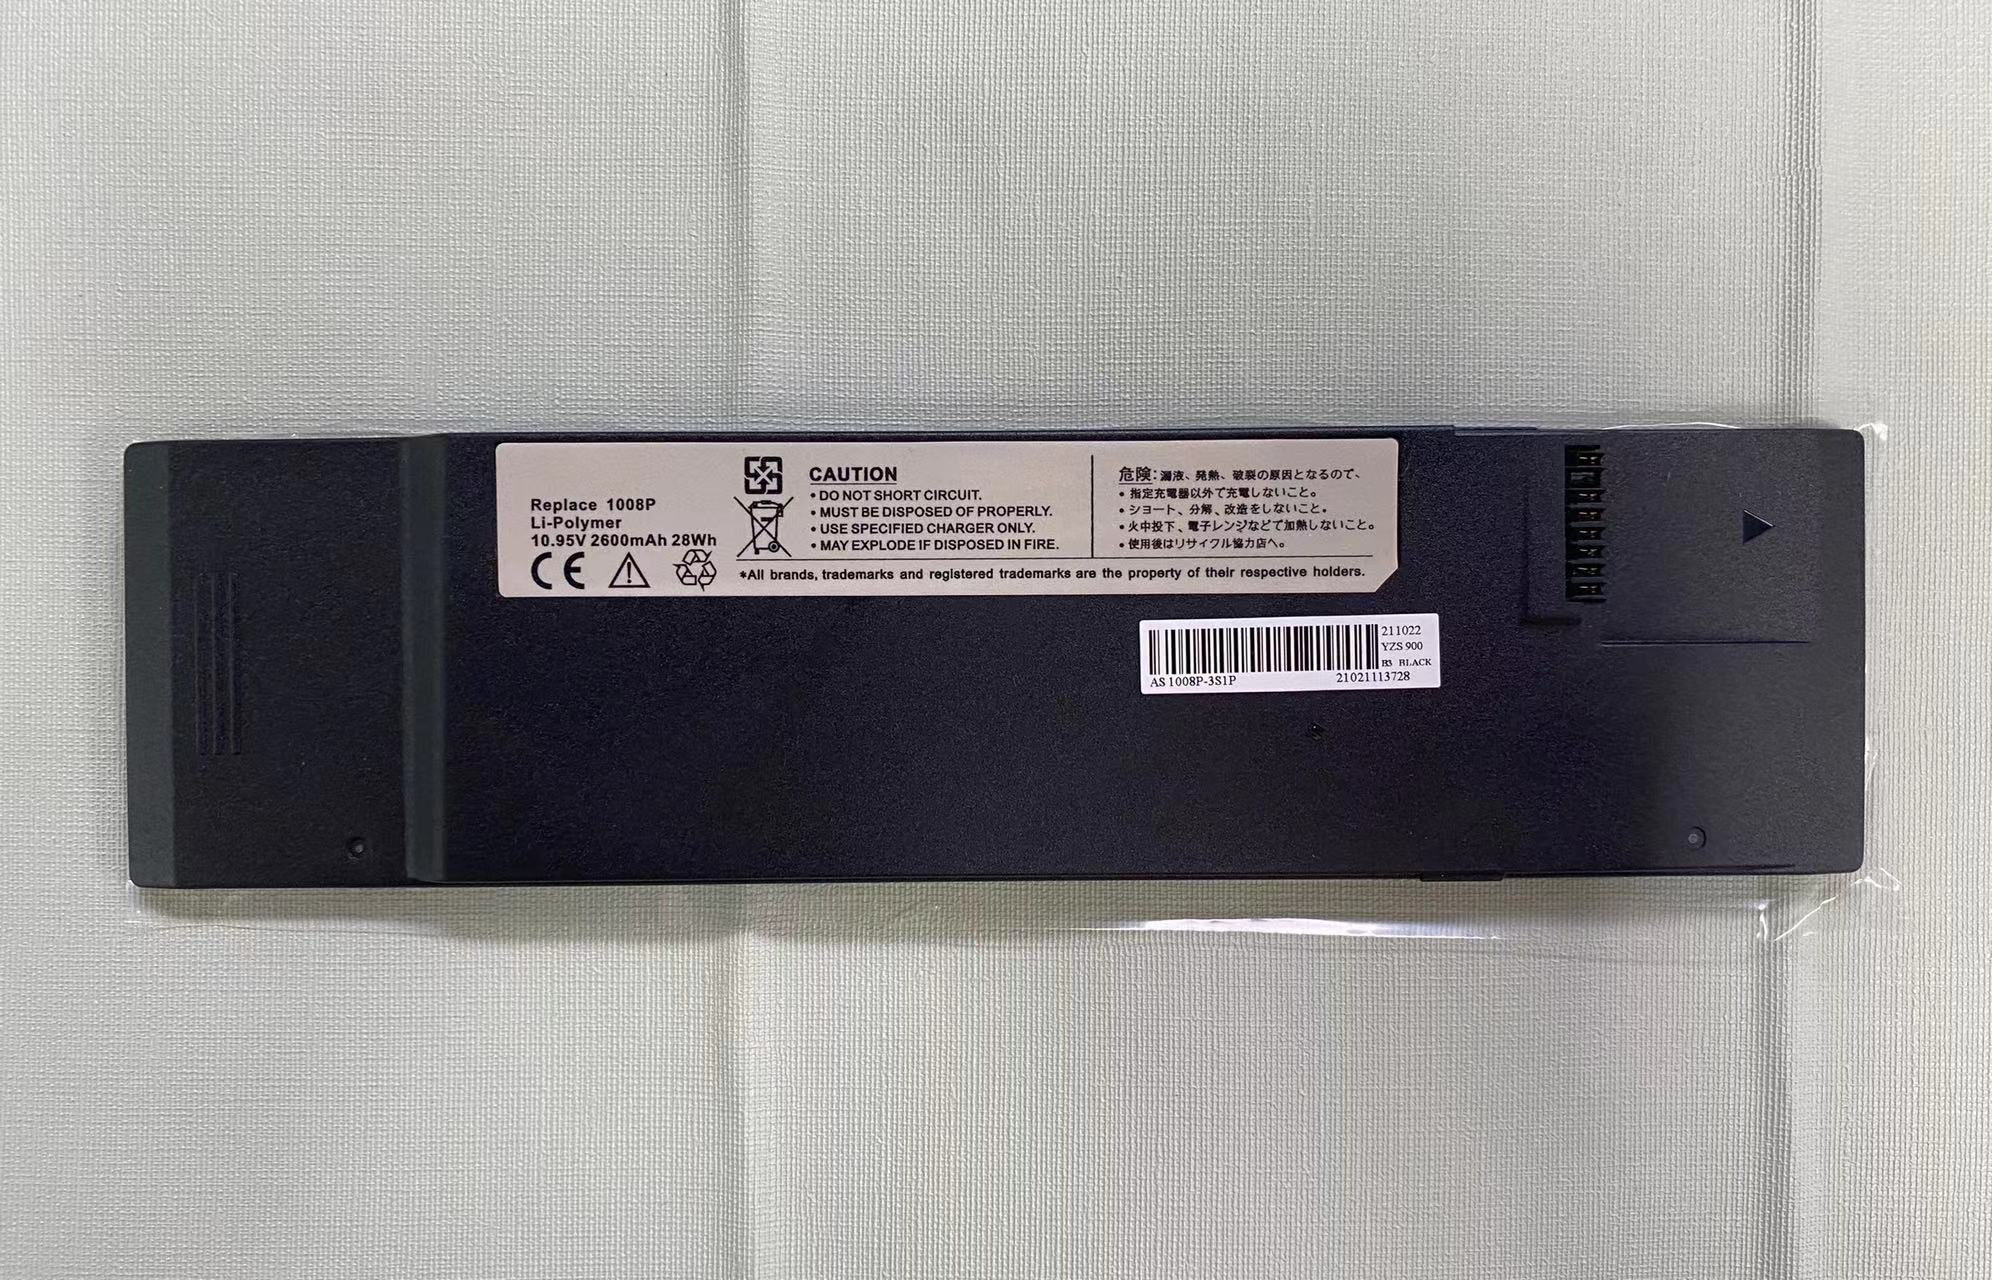 Replace 1008P
Li-Polymer
10.95V 2600mAh 28Wh
CE
CAUTION
• DO NOT SHORT CIRCUIT.
• MUST BE DISPOSED OF PROPERLY.
• USE SPECIFIED CHARGER ONLY.
• MAY EXPLODE IF DISPOSED IN FIRE.
危険：漏液、発熱、破裂の原因となるので、
• 指定充電器以外で充電しないこと。
• ショート、分解、改造をしないこと。
• 火中投下、電子レンジなどで加熱しないこと。
• 使用後はリサイクル協力店へ。
*All brands, trademarks and registered trademarks are the property of their respective holders.
211022
YZS 900
B3 BLACK
AS 1008P-3S1P 21021113728